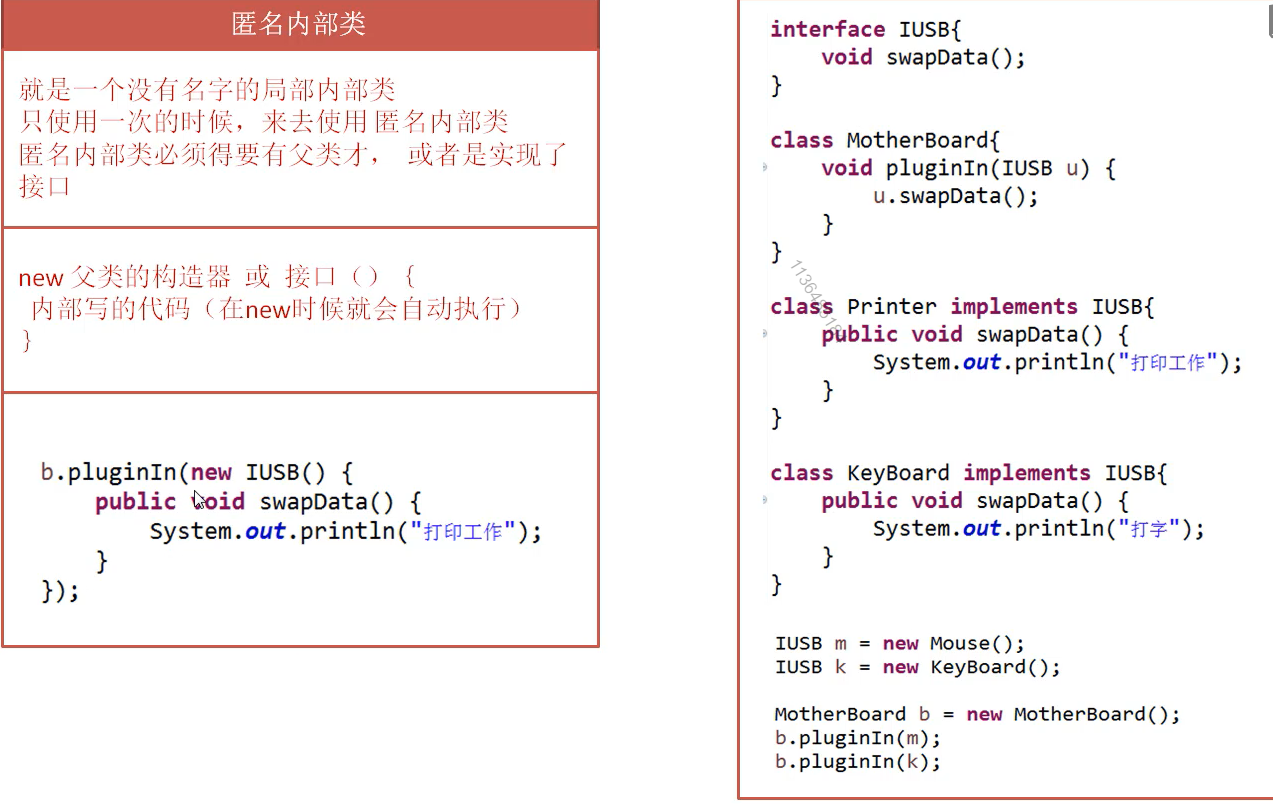 匿名内部类
就是一个没有名字的局部内部类
只使用一次的时候，来去使用 匿名内部类
匿名内部类必须得要有父类才， 或者是实现了
接口
new 父类的构造器 或 接口（）｛
内部写的代码（在new时候就会自动执行）
｝
b.pluginIn(new IUSB() {
public void swapData() {
System.out.println("打印工作");
}
});
interface IUSB{
void swapData();
}
class MotherBoard{
void pluginIn(IUSB u) {
u.swapData();
}
}
class Printer implements IUSB{
public void swapData() {
System.out.println("打印工作");
}
}
class KeyBoard implements IUSB{
public void swapData() {
System.out.println("打字");
}
}
IUSB m = new Mouse();
IUSB k = new KeyBoard();
MotherBoard b = new MotherBoard();
b.pluginIn(m);
b.pluginIn(k);